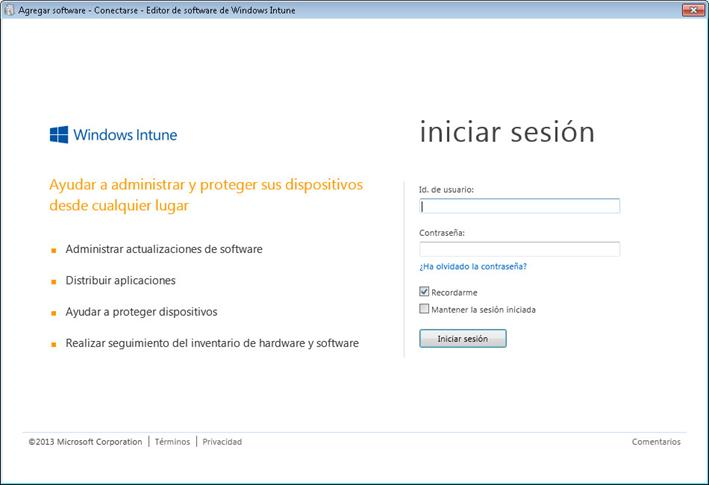 Agregar software - Conectarse - Editor de software de Windows Intune
Windows Intune
Ayudar a administrar y proteger sus dispositivos
desde cualquier lugar
Administrar actualizaciones de software
Distribuir aplicaciones
Ayudar a proteger dispositivos
Realizar seguimiento del inventario de hardware y software
iniciar sesión
Id. de usuario:
Contraseña:
¿Ha olvidado la contraseña?
Recordarme
Mantener la sesión iniciada
Iniciar sesión
©2013 Microsoft Corporation | Términos | Privacidad
Comentarios